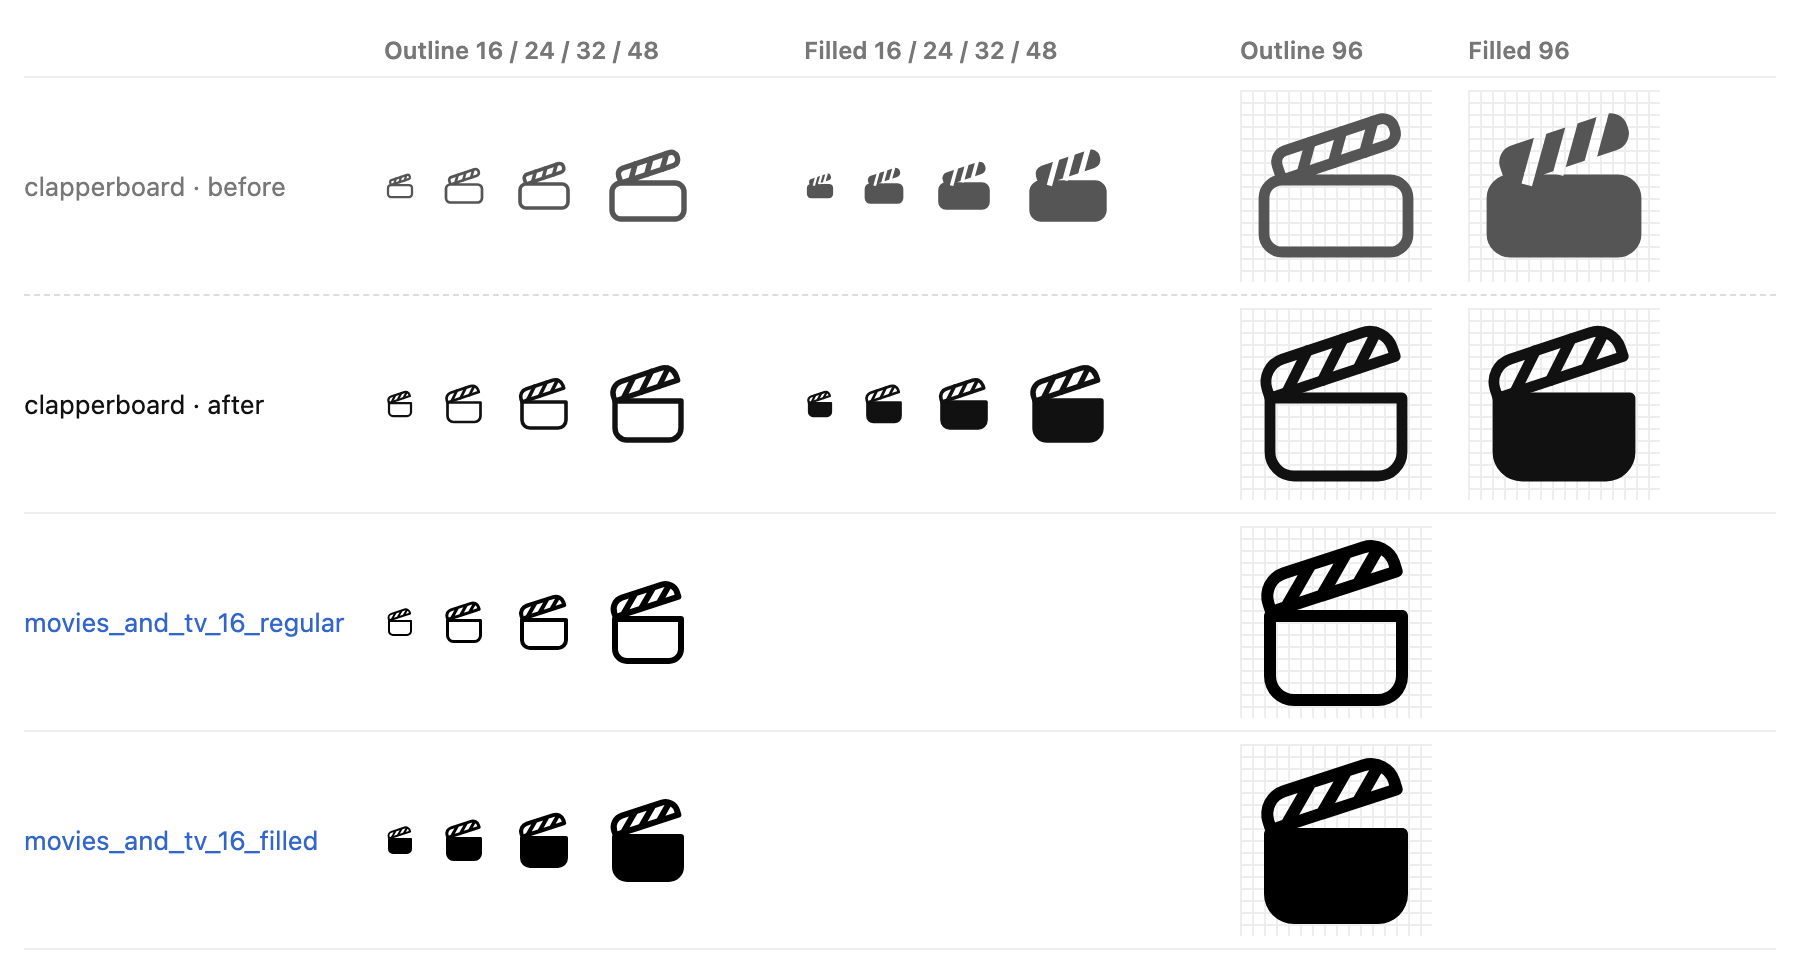 Outline 16 / 24 / 32 / 48 Filled 16 / 24 / 32 / 48 Outline 96 Filled 96
clapperboard · before
clapperboard · after
movies_and_tv_16_regular
movies_and_tv_16_filled